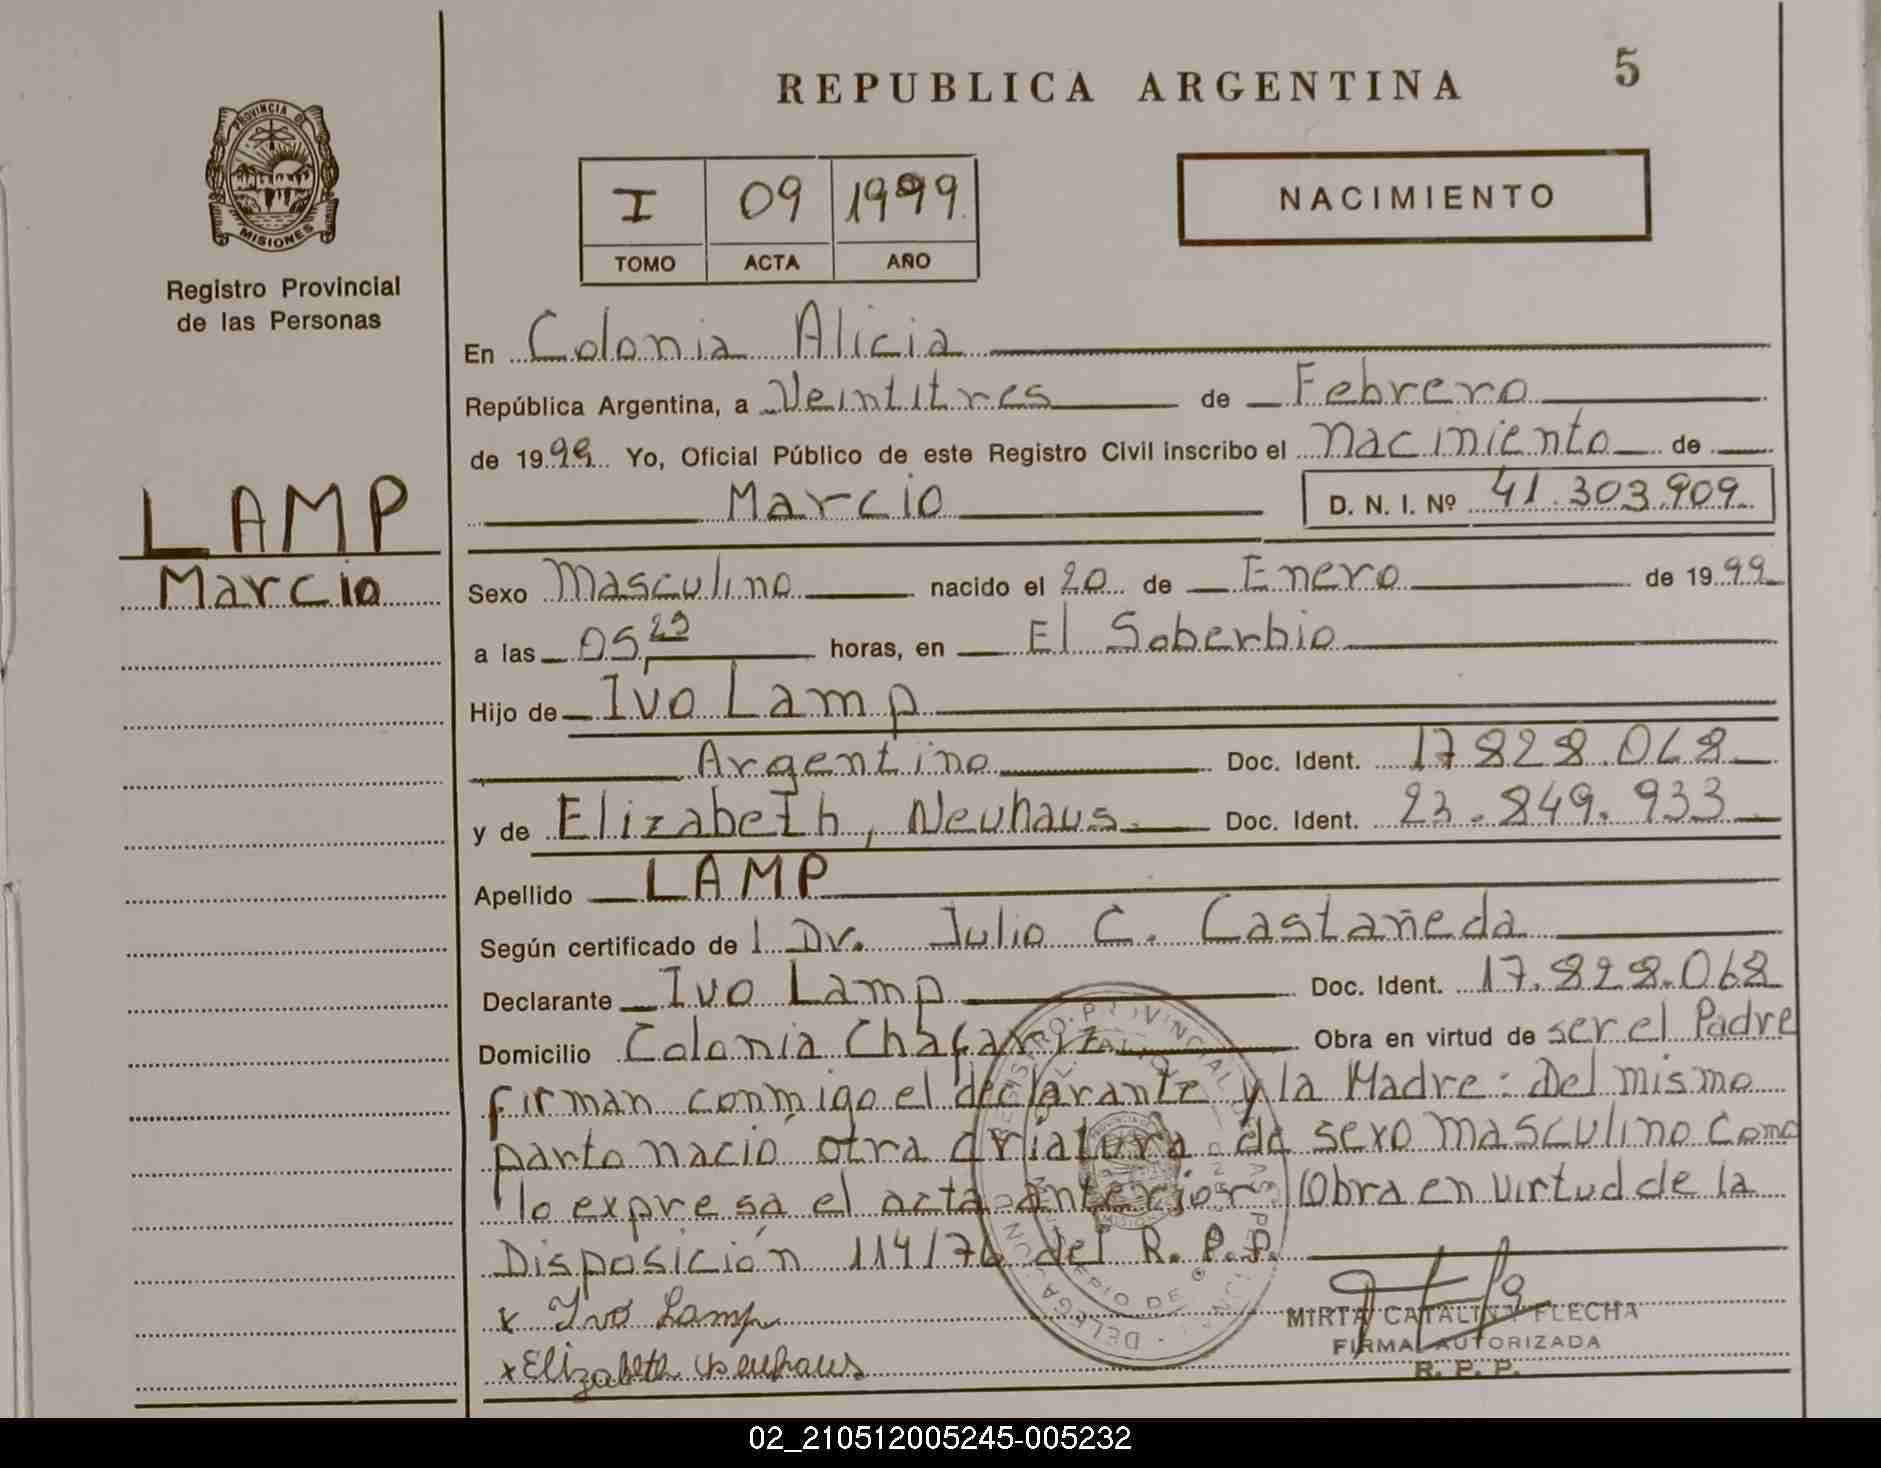 REPUBLICA ARGENTINA 5
PROVINCIA DE
MISIONES
Registro Provincial
de las Personas
I 09 1999
TOMO ACTA AÑO
NACIMIENTO
En Colonia Alicia
República Argentina, a Veintitres de Febrero
de 1999 Yo, Oficial Público de este Registro Civil inscribo el nacimiento de
Marcio D. N. I. Nº 41.303.909
LAMP
Marcio
Sexo Masculino nacido el 20 de Enero de 1999
a las 05,29 horas, en El Soberbio
Hijo de Ivo Lamp
Argentino Doc. Ident. 17.828.068
y de Elizabeth, Neuhaus Doc. Ident. 23.849.933
Apellido LAMP
Según certificado de l Dr. Julio C. Castañeda
Declarante Ivo Lamp Doc. Ident. 17.828.068
Domicilio Colonia Chafariz Obra en virtud de ser el Padre
firman conmigo el declarante y la Madre: Del mismo
parto nació otra criatura de sexo masculino como
lo expresa el acta anterior Obra en virtud de la
Disposición 114/76 del R. P. P.
x Ivo Lamp
x Elizabeth Neuhaus
MIRTA CATALINA FLECHA
FIRMA AUTORIZADA
R. P. P.
02_210512005245-005232